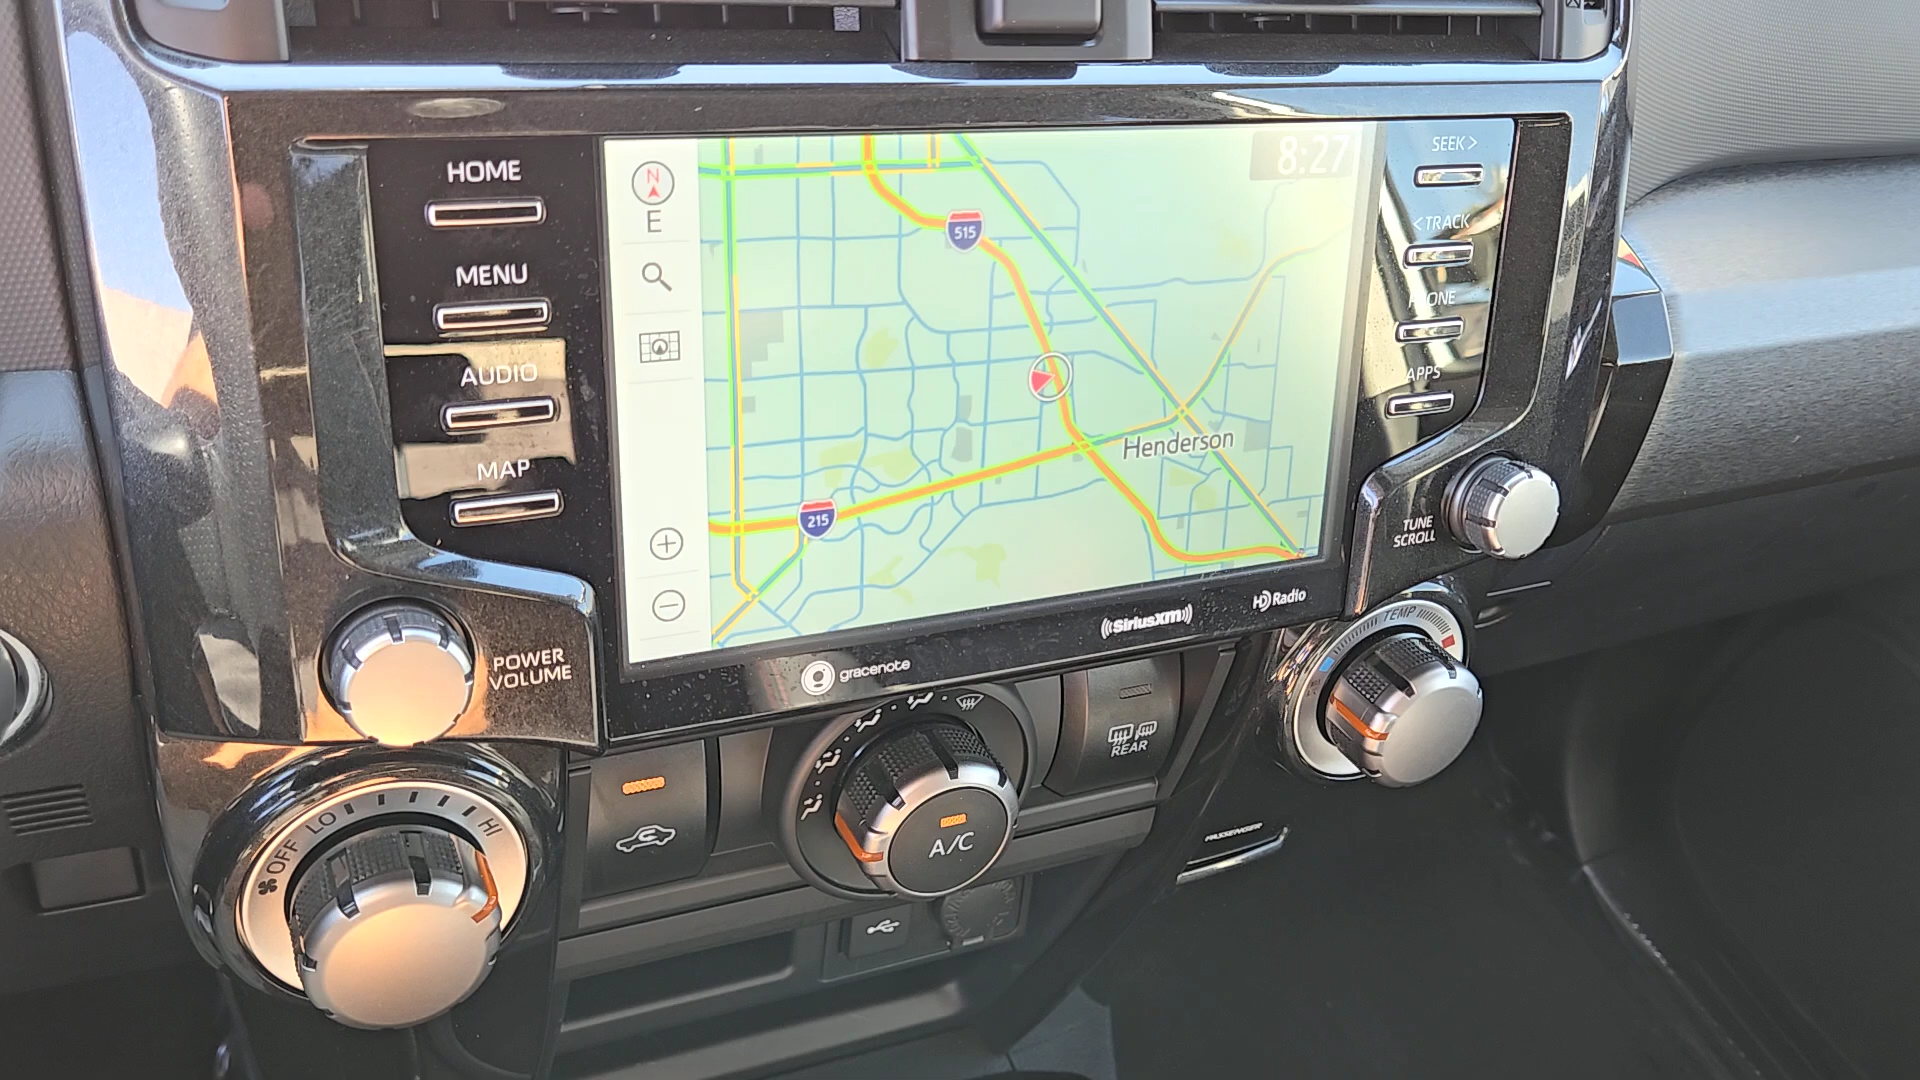 HOME
MENU
AUDIO
MAP
POWER
VOLUME
N
E
515
215
Henderson
8:27
SEEK >
< TRACK
PHONE
APPS
TUNE
SCROLL
gracenote
SiriusXM
HD Radio
TEMP
OFF
LO
HI
A/C
REAR
PASSENGER